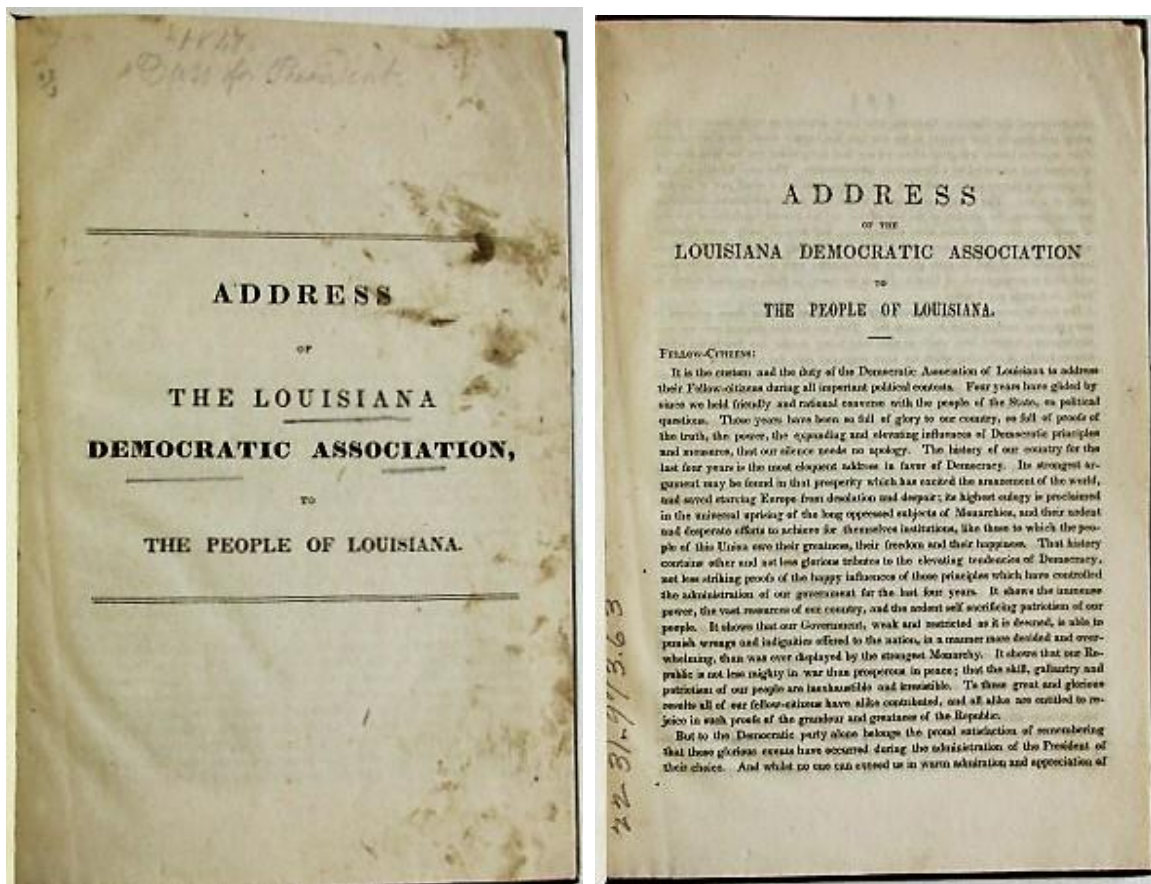 Cass for President
ADDRESS
OF
THE LOUISIANA
DEMOCRATIC ASSOCIATION,
TO
THE PEOPLE OF LOUISIANA.
ADDRESS
OF THE
LOUISIANA DEMOCRATIC ASSOCIATION
TO
THE PEOPLE OF LOUISIANA.
FELLOW-CITIZENS:
It is the custom and the duty of the Democratic Association of Louisiana to address
their Fellow-citizens during all important political contests. Four years have glided by
since we held friendly and rational converse with the people of the State, on political
questions. Those years have been so full of glory to our country, so full of proofs of
the truth, the power, the expanding and elevating influences of Democratic principles
and measures, that our silence needs no apology. The history of our country for the
last four years is the most eloquent address in favor of Democracy. Its strongest ar-
gument may be found in that prosperity which has excited the amazement of the world,
and saved starving Europe from desolation and despair; its highest eulogy is proclaimed
in the universal uprising of the long oppressed subjects of Monarchies, and their ardent
and desperate efforts to achieve for themselves institutions, like those to which the peo-
ple of this Union owe their greatness, their freedom and their happiness. That history
contains other and not less glorious tributes to the elevating tendencies of Democracy,
not less striking proofs of the happy influences of those principles which have controlled
the administration of our government for the last four years. It shows the immense
power, the vast resources of our country, and the ardent self sacrificing patriotism of our
people. It shows that our Government, weak and restricted as it is deemed, is able to
punish wrongs and indignities offered to the nation, in a manner more decided and over-
whelming, than was ever displayed by the strongest Monarchy. It shows that our Re-
public is not less mighty in war than prosperous in peace; that the skill, gallantry and
patriotism of our people are inexhaustible and irresistible. To these great and glorious
results all of our fellow-citizens have alike contributed, and all alike are entitled to re-
joice in such proofs of the grandeur and greatness of the Republic.
But to the Democratic party alone belongs the proud satisfaction of remembering
that these glorious events have occurred during the administration of the President of
their choice. And whilst no one can exceed us in warm admiration and appreciation of